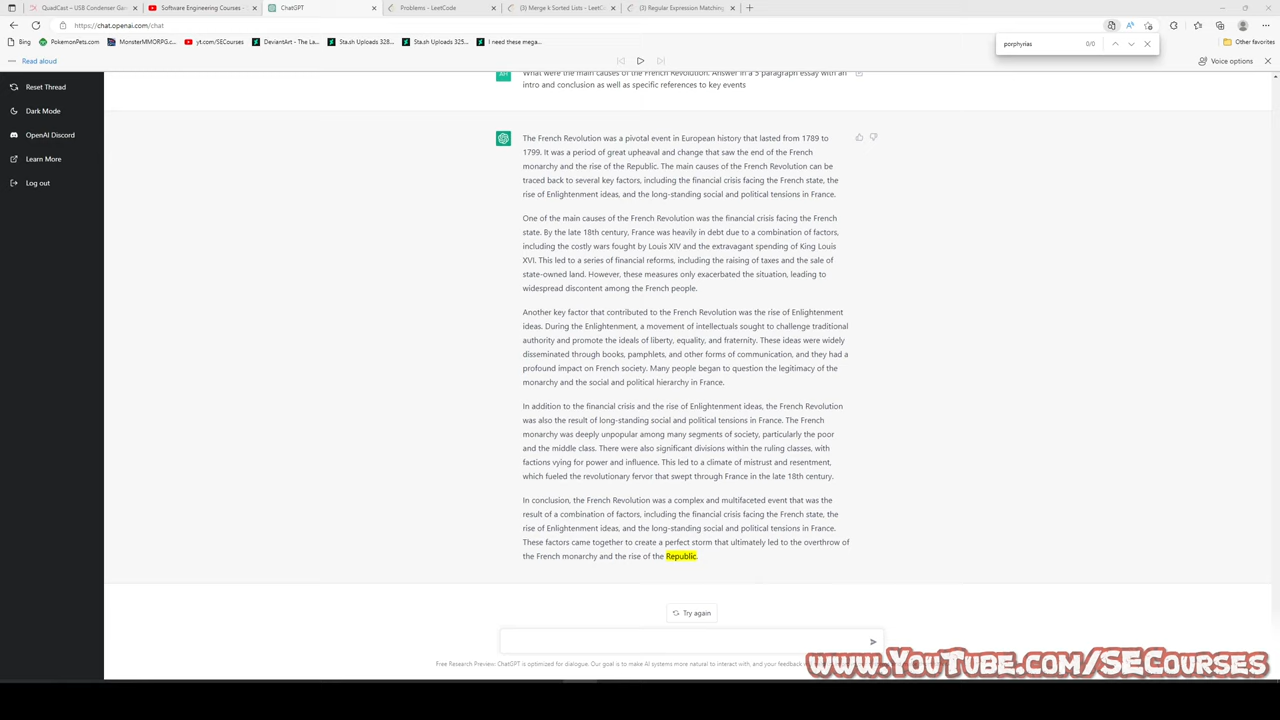 QuadCast – USB Condenser Gam
Software Engineering Courses -
ChatGPT
Problems - LeetCode
(3) Merge k Sorted Lists - LeetC
(3) Regular Expression Matching
https://chat.openai.com/chat
Bing
PokemonPets.com
MonsterMMORPG.c...
yt.com/SECourses
DeviantArt - The La...
Sta.sh Uploads 328...
Sta.sh Uploads 325...
I need these mega...
Other favorites
porphyrias
0/0
Read aloud
Voice options
Reset Thread
Dark Mode
OpenAI Discord
Learn More
Log out
What were the main causes of the French Revolution. Answer in a 5 paragraph essay with an
intro and conclusion as well as specific references to key events
The French Revolution was a pivotal event in European history that lasted from 1789 to
1799. It was a period of great upheaval and change that saw the end of the French
monarchy and the rise of the Republic. The main causes of the French Revolution can be
traced back to several key factors, including the financial crisis facing the French state, the
rise of Enlightenment ideas, and the long-standing social and political tensions in France.
One of the main causes of the French Revolution was the financial crisis facing the French
state. By the late 18th century, France was heavily in debt due to a combination of factors,
including the costly wars fought by Louis XIV and the extravagant spending of King Louis
XVI. This led to a series of financial reforms, including the raising of taxes and the sale of
state-owned land. However, these measures only exacerbated the situation, leading to
widespread discontent among the French people.
Another key factor that contributed to the French Revolution was the rise of Enlightenment
ideas. During the Enlightenment, a movement of intellectuals sought to challenge traditional
authority and promote the ideals of liberty, equality, and fraternity. These ideas were widely
disseminated through books, pamphlets, and other forms of communication, and they had a
profound impact on French society. Many people began to question the legitimacy of the
monarchy and the social and political hierarchy in France.
In addition to the financial crisis and the rise of Enlightenment ideas, the French Revolution
was also the result of long-standing social and political tensions in France. The French
monarchy was deeply unpopular among many segments of society, particularly the poor
and the middle class. There were also significant divisions within the ruling classes, with
factions vying for power and influence. This led to a climate of mistrust and resentment,
which fueled the revolutionary fervor that swept through France in the late 18th century.
In conclusion, the French Revolution was a complex and multifaceted event that was the
result of a combination of factors, including the financial crisis facing the French state, the
rise of Enlightenment ideas, and the long-standing social and political tensions in France.
These factors came together to create a perfect storm that ultimately led to the overthrow of
the French monarchy and the rise of the Republic.
Try again
Free Research Preview: ChatGPT is optimized for dialogue. Our goal is to make AI systems more natural to interact with, and your feedback
www.YouTube.com/SECourses